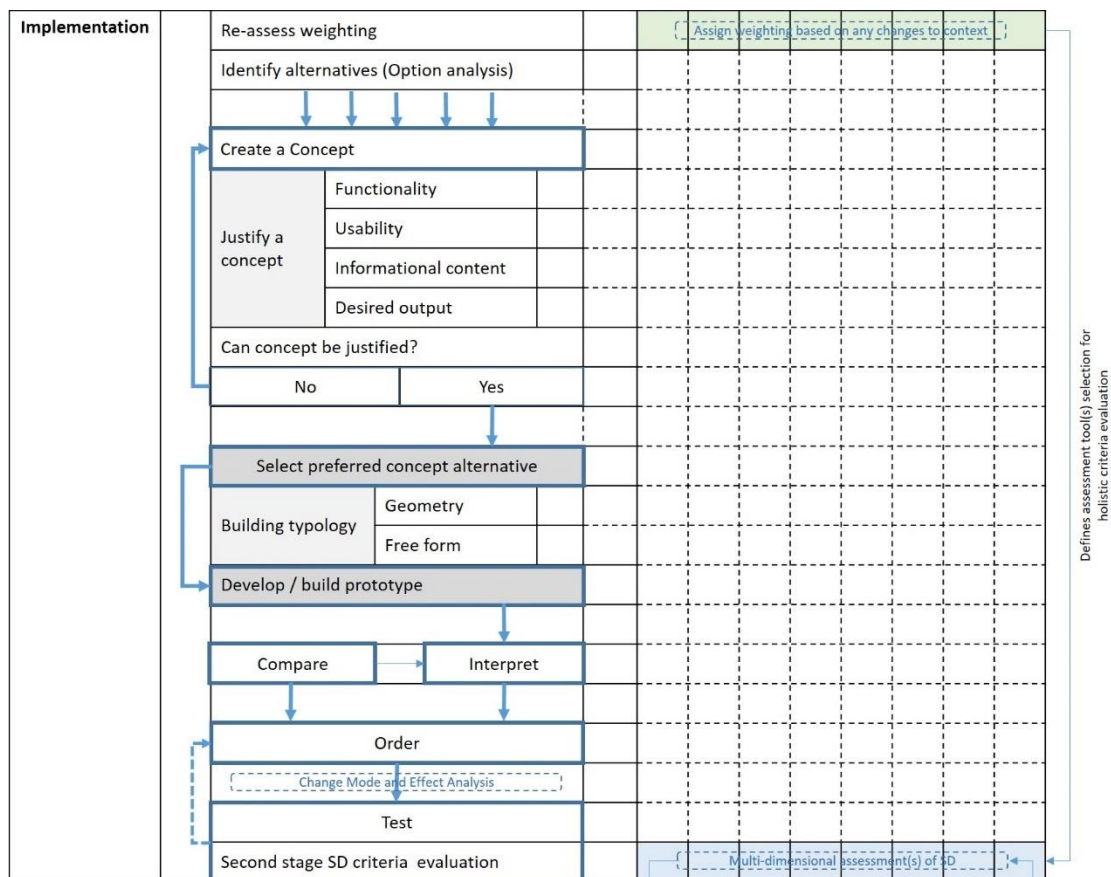 Implementation
Re-assess weighting
Assign weighting based on any changes to context
Identify alternatives (Option analysis)
Create a Concept
Justify a
concept
Functionality
Usability
Informational content
Desired output
Can concept be justified?
No
Yes
Select preferred concept alternative
Building typology
Geometry
Free form
Develop / build prototype
Compare
Interpret
Order
Change Mode and Effect Analysis
Test
Second stage SD criteria evaluation
Multi-dimensional assessment(s) of SD
Defines assessment tool(s) selection for
holistic criteria evaluation